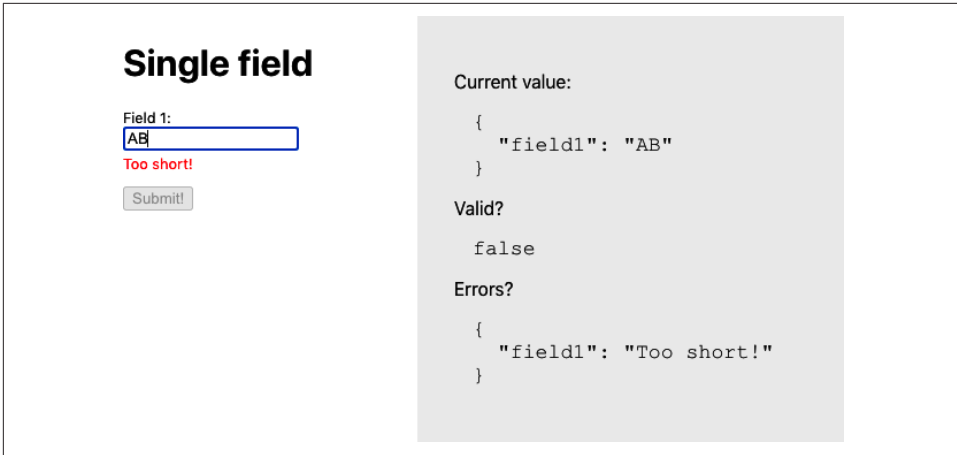 Single field
Field 1:
AB
Too short!
Submit!
Current value:
{
"field1": "AB"
}
Valid?
false
Errors?
{
"field1": "Too short!"
}